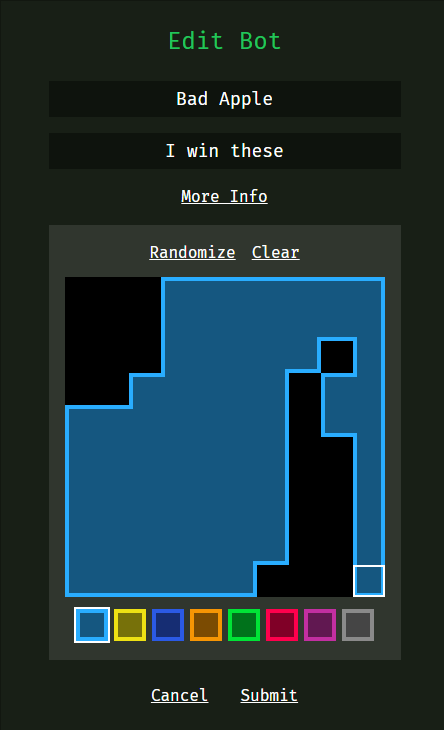 Edit Bot
Bad Apple
I win these
More Info
Randomize Clear
Cancel Submit